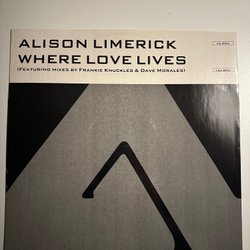 ALISON LIMERICK
WHERE LOVE LIVES
(FEATURING MIXES BY FRANKIE KNUCKLES & DAVE MORALES)